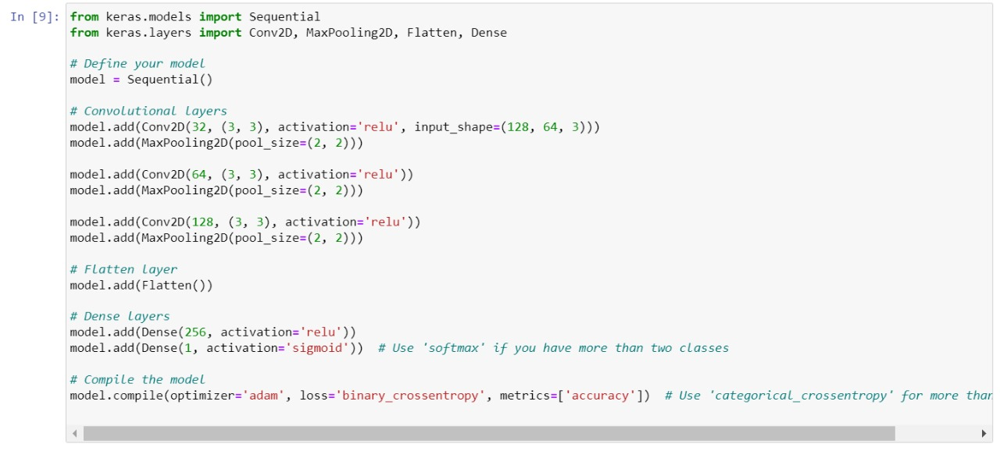 In [9]: from keras.models import Sequential
from keras.layers import Conv2D, MaxPooling2D, Flatten, Dense
# Define your model
model = Sequential()
# Convolutional layers
model.add(Conv2D(32, (3, 3), activation='relu', input_shape=(128, 64, 3)))
model.add(MaxPooling2D(pool_size=(2, 2)))
model.add(Conv2D(64, (3, 3), activation='relu'))
model.add(MaxPooling2D(pool_size=(2, 2)))
model.add(Conv2D(128, (3, 3), activation='relu'))
model.add(MaxPooling2D(pool_size=(2, 2)))
# Flatten layer
model.add(Flatten())
# Dense layers
model.add(Dense(256, activation='relu'))
model.add(Dense(1, activation='sigmoid'))  # Use 'softmax' if you have more than two classes
# Compile the model
model.compile(optimizer='adam', loss='binary_crossentropy', metrics=['accuracy'])  # Use 'categorical_crossentropy' for more